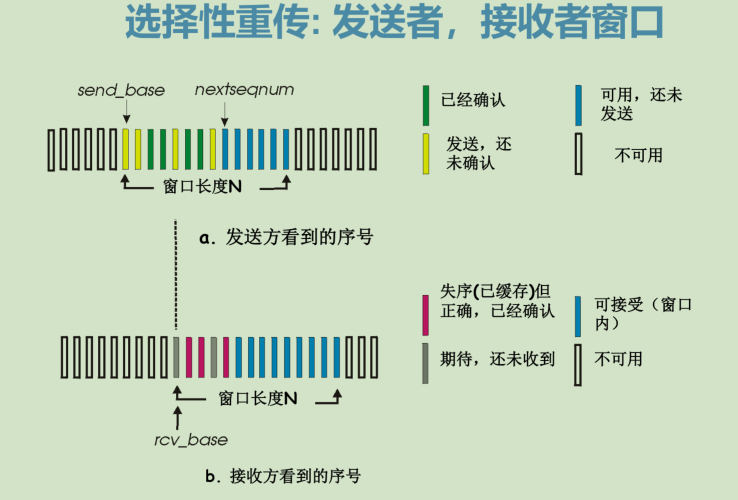 选择性重传: 发送者，接收者窗口
send_base
nextseqnum
已经确认
可用，还未
发送
发送，还
未确认
不可用
窗口长度N
a. 发送方看到的序号
失序(已缓存)但
正确，已经确认
可接受（窗口
内）
期待，还未收到
不可用
窗口长度N
rcv_base
b. 接收方看到的序号